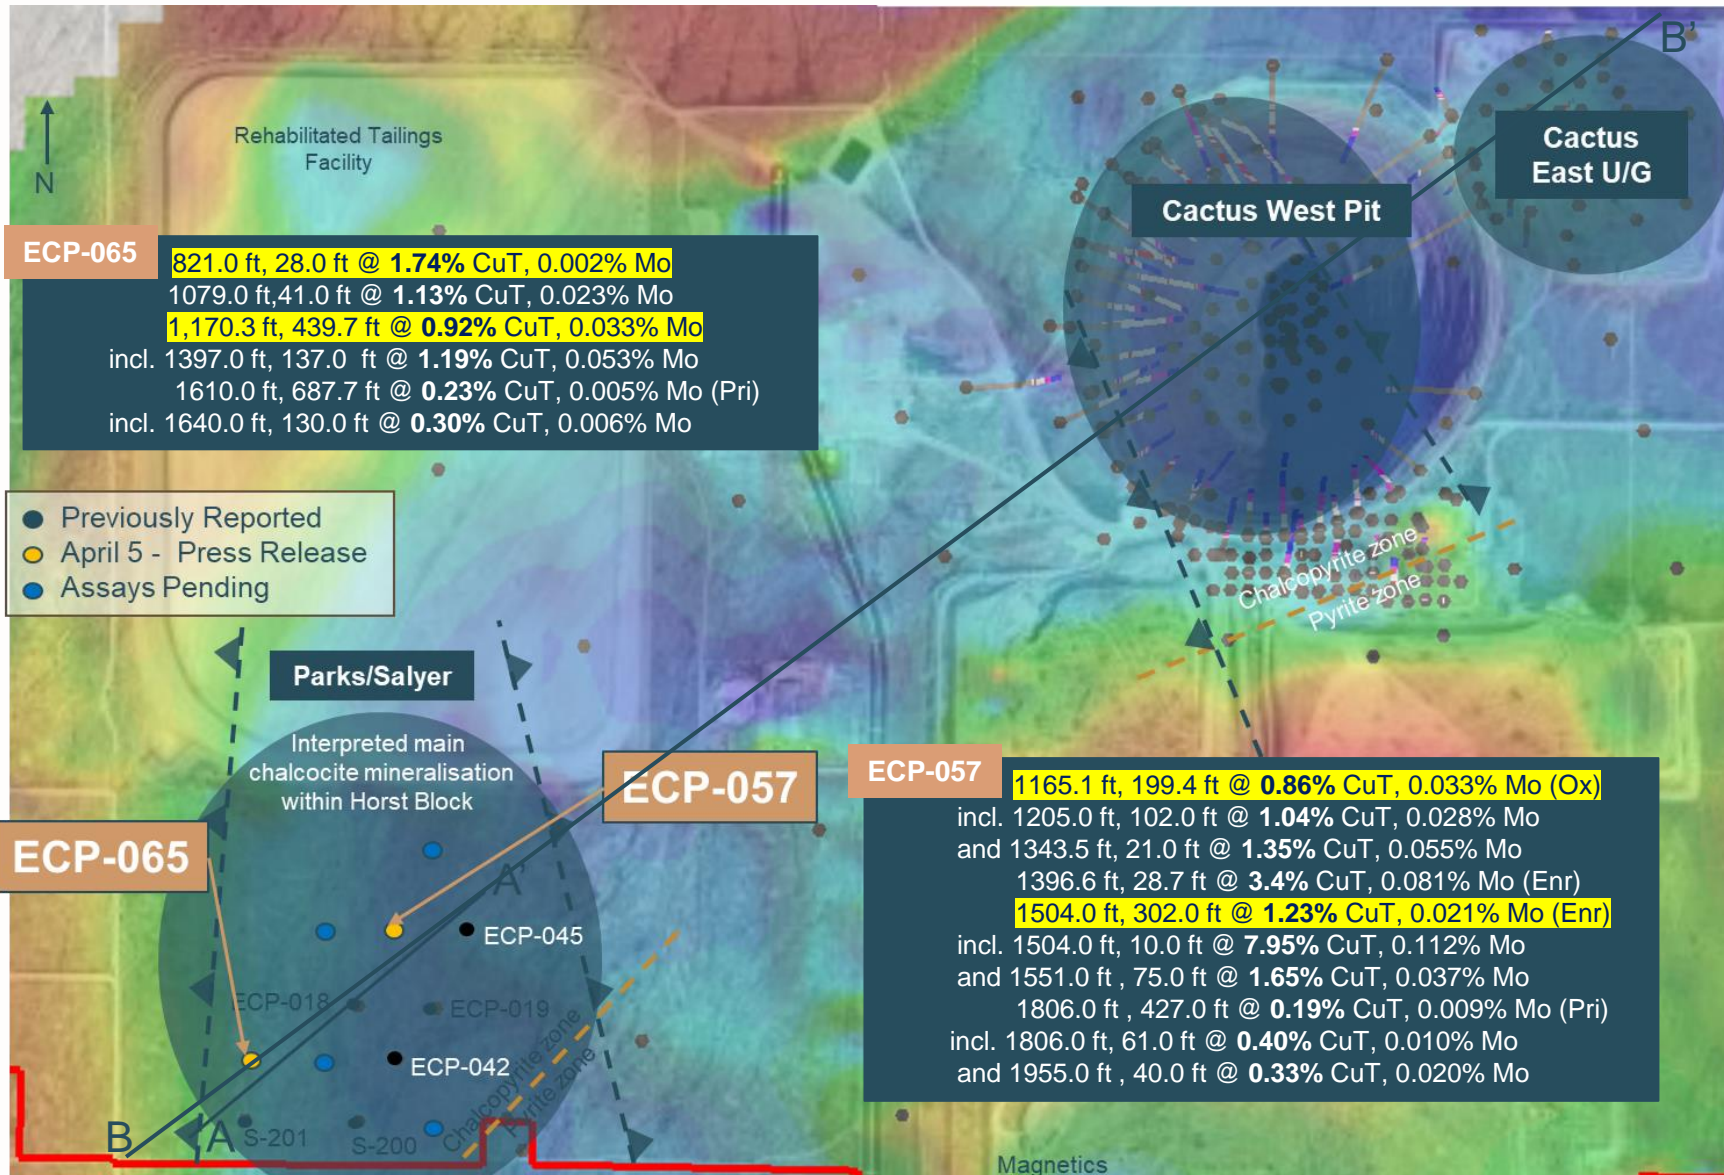 B'
N
Rehabilitated Tailings
Facility
Cactus
East U/G
Cactus West Pit
ECP-065
821.0 ft, 28.0 ft @ 1.74% CuT, 0.002% Mo
1079.0 ft,41.0 ft @ 1.13% CuT, 0.023% Mo
1,170.3 ft, 439.7 ft @ 0.92% CuT, 0.033% Mo
incl. 1397.0 ft, 137.0 ft @ 1.19% CuT, 0.053% Mo
1610.0 ft, 687.7 ft @ 0.23% CuT, 0.005% Mo (Pri)
incl. 1640.0 ft, 130.0 ft @ 0.30% CuT, 0.006% Mo
Previously Reported
April 5 - Press Release
Assays Pending
Chalcopyrite zone
Pyrite zone
Parks/Salyer
Interpreted main
chalcocite mineralisation
within Horst Block
ECP-057
ECP-065
ECP-057
1165.1 ft, 199.4 ft @ 0.86% CuT, 0.033% Mo (Ox)
incl. 1205.0 ft, 102.0 ft @ 1.04% CuT, 0.028% Mo
and 1343.5 ft, 21.0 ft @ 1.35% CuT, 0.055% Mo
1396.6 ft, 28.7 ft @ 3.4% CuT, 0.081% Mo (Enr)
1504.0 ft, 302.0 ft @ 1.23% CuT, 0.021% Mo (Enr)
incl. 1504.0 ft, 10.0 ft @ 7.95% CuT, 0.112% Mo
and 1551.0 ft , 75.0 ft @ 1.65% CuT, 0.037% Mo
1806.0 ft , 427.0 ft @ 0.19% CuT, 0.009% Mo (Pri)
incl. 1806.0 ft, 61.0 ft @ 0.40% CuT, 0.010% Mo
and 1955.0 ft , 40.0 ft @ 0.33% CuT, 0.020% Mo
A'
ECP-045
ECP-018
ECP-019
ECP-042
Chalcopyrite zone
Pyrite zone
B
A
S-201
S-200
Magnetics